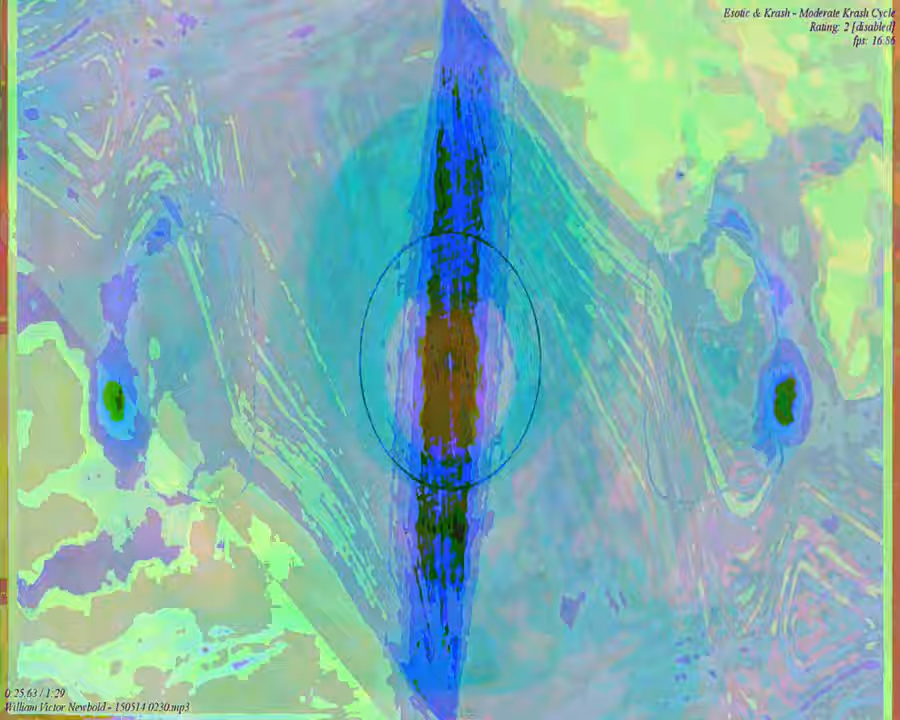 Esotic & Krash - Moderate Krash Cycle
Rating: 2 [disabled]
fps: 16.86
0:25.63 / 1:29
William Victor Newbold - 150514 0230.mp3